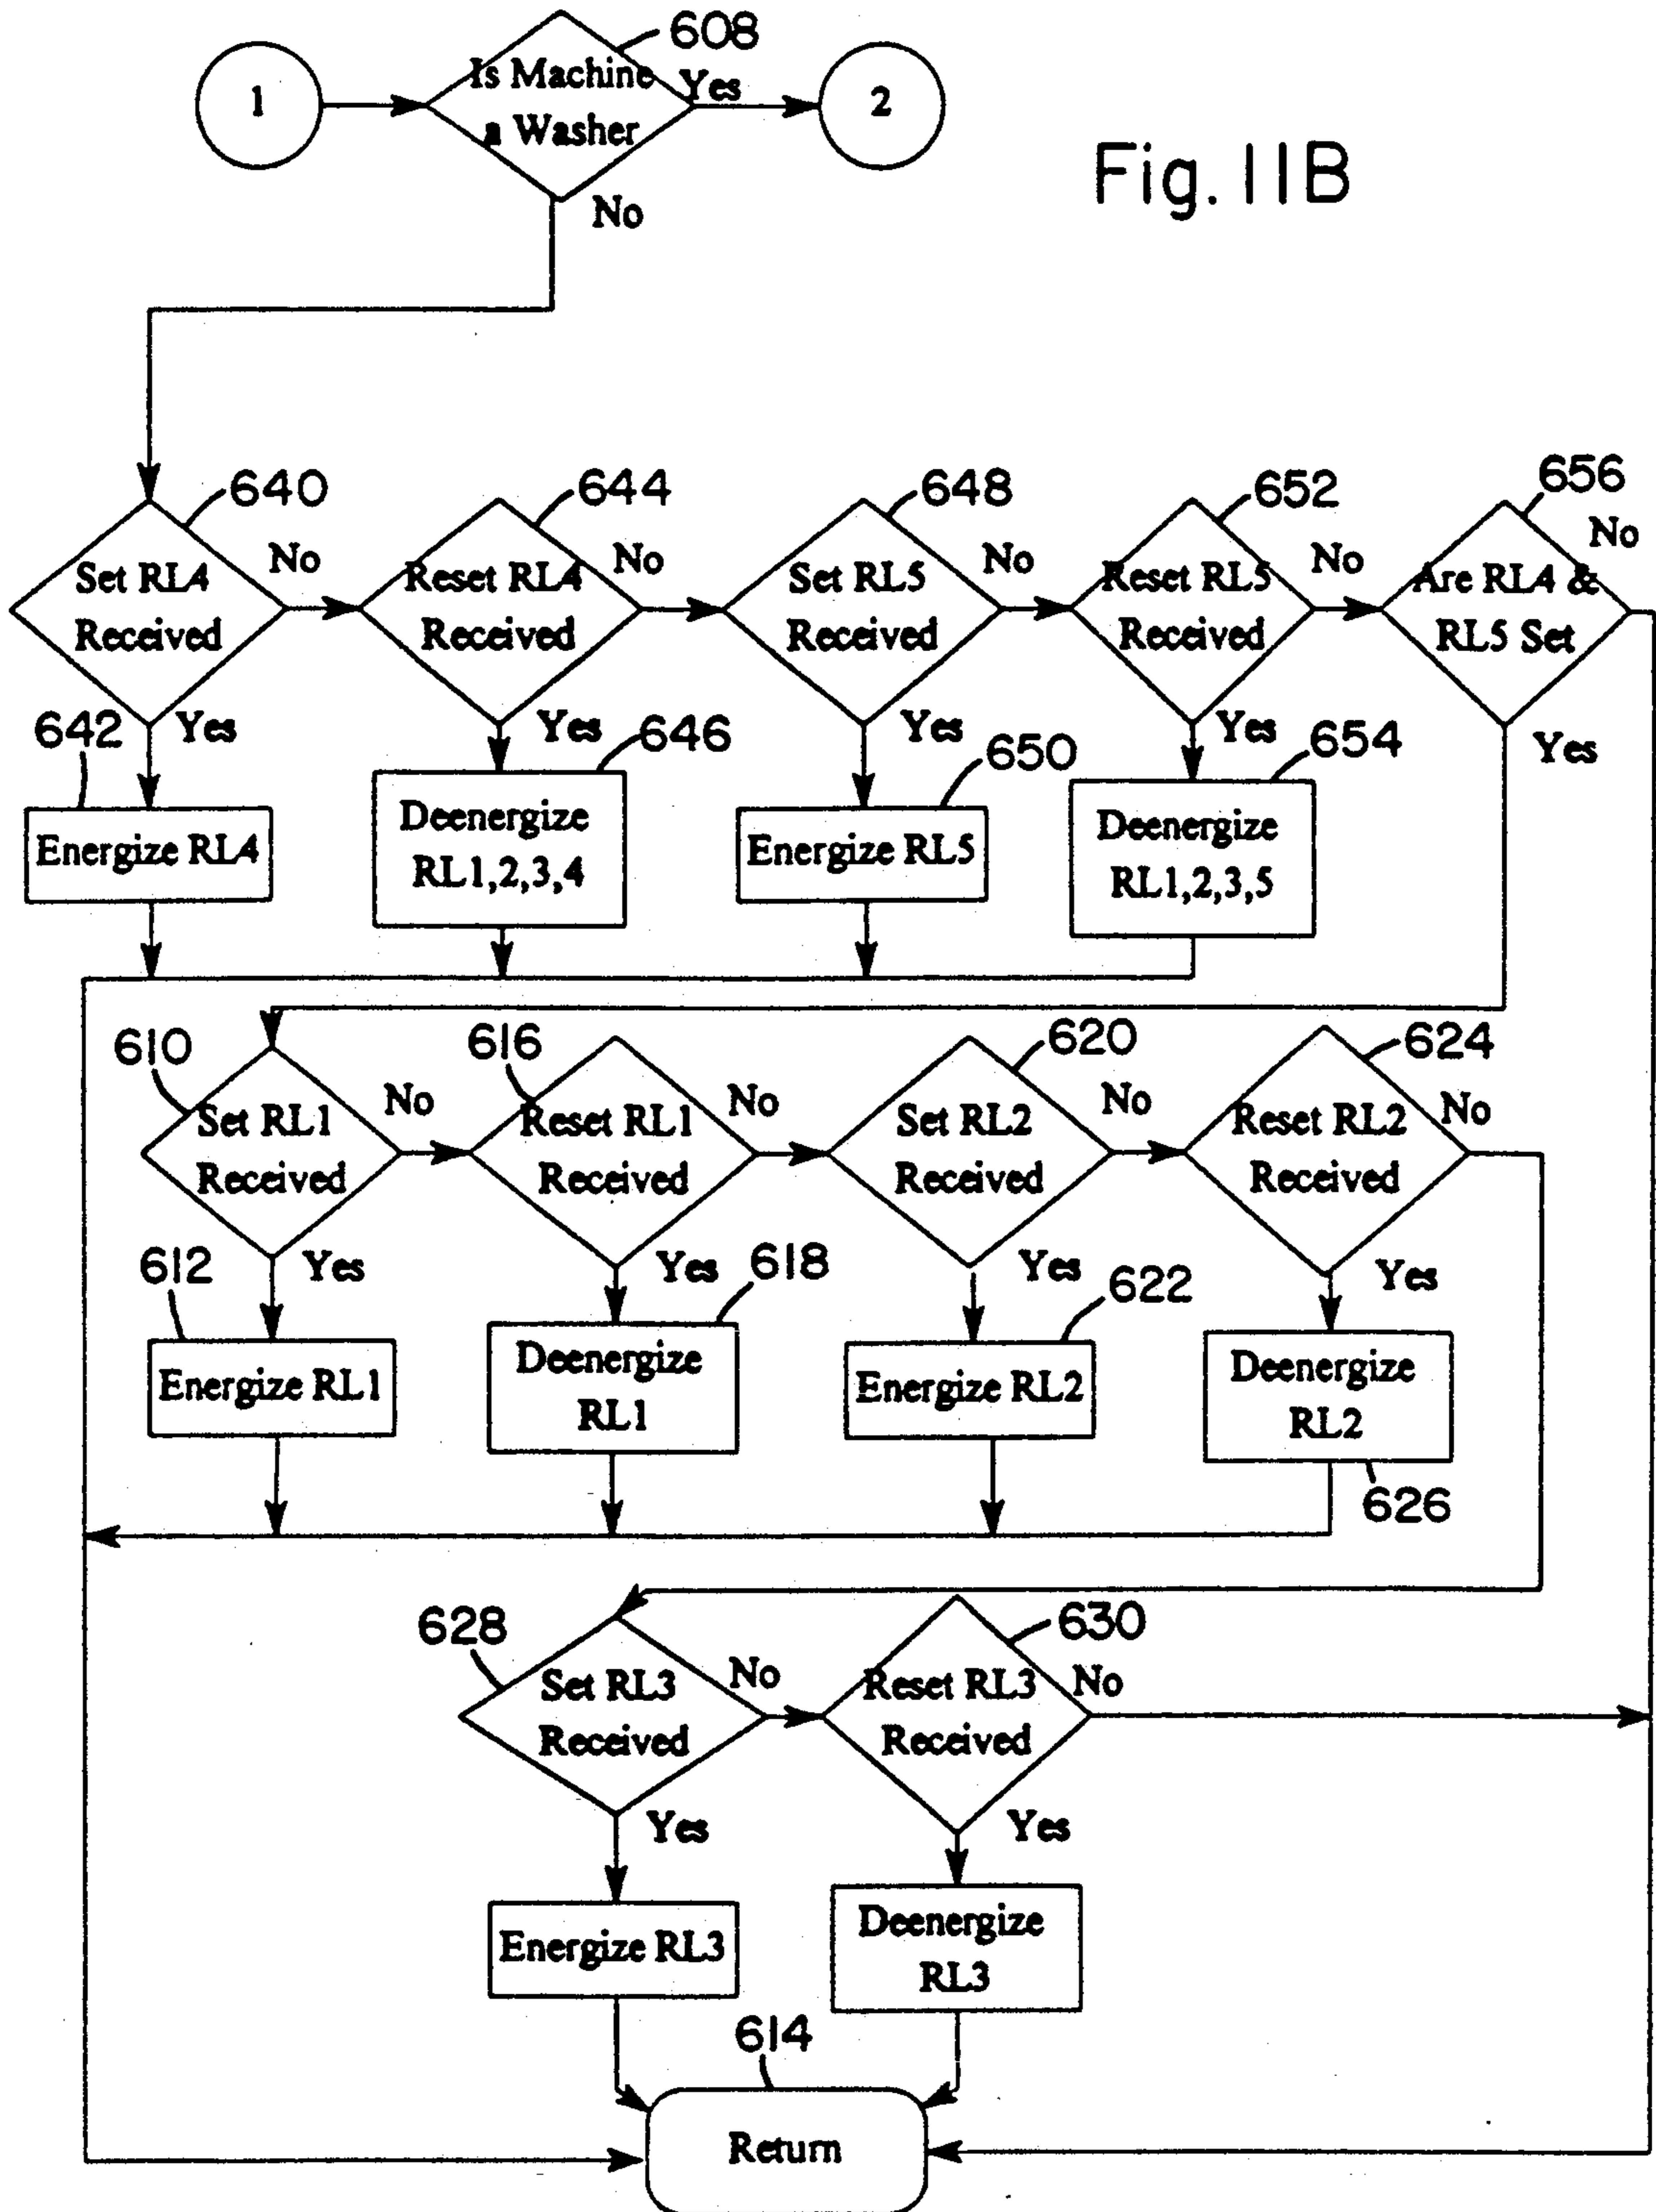 608
1
Is Machine
a Washer
Yes
2
No
Fig. 11B
640
644
648
652
656
Set RL4
Received
No
Reset RL4
Received
No
Set RL5
Received
No
Reset RL5
Received
No
Are RL4 &
RL5 Set
No
642
Yes
Yes
646
Yes
650
Yes
654
Yes
Energize RL4
Deenergize
RL1,2,3,4
Energize RL5
Deenergize
RL1,2,3,5
610
616
620
624
Set RL1
Received
No
Reset RL1
Received
No
Set RL2
Received
No
Reset RL2
Received
No
612
Yes
Yes
618
Yes
622
Yes
Energize RL1
Deenergize
RL1
Energize RL2
Deenergize
RL2
626
628
630
Set RL3
Received
No
Reset RL3
Received
No
Yes
Yes
Energize RL3
Deenergize
RL3
614
Return